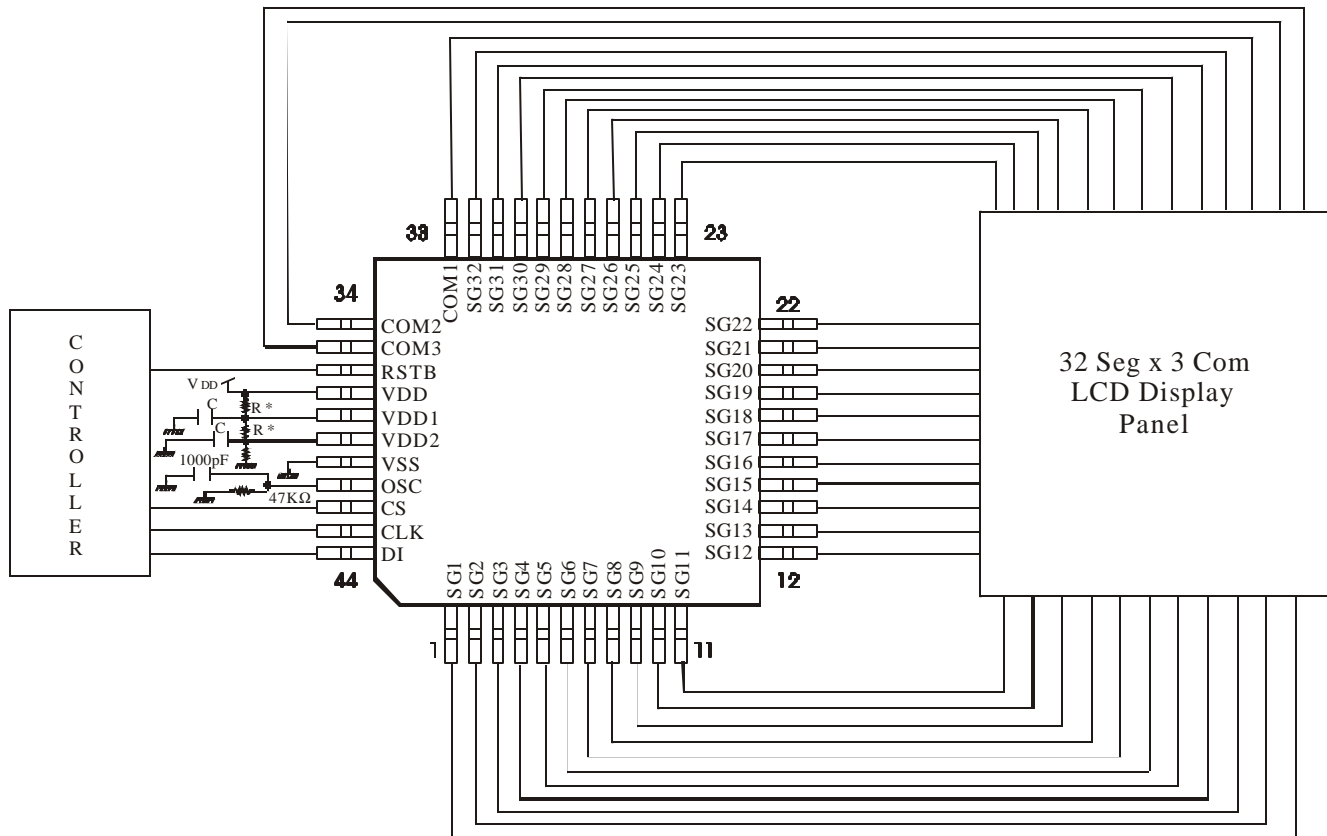 33
23
COM1
SG32
SG31
SG30
SG29
SG28
SG27
SG26
SG25
SG24
SG23
34
COM2
COM3
RSTB
VDD
VDD1
VDD2
VSS
OSC
CS
CLK
DI
44
CONTROLLER
VDD
C
R*
C
R*
1000pF
47KΩ
22
SG22
SG21
SG20
SG19
SG18
SG17
SG16
SG15
SG14
SG13
SG12
12
32 Seg x 3 Com
LCD Display
Panel
SG1
SG2
SG3
SG4
SG5
SG6
SG7
SG8
SG9
SG10
SG11
1
11